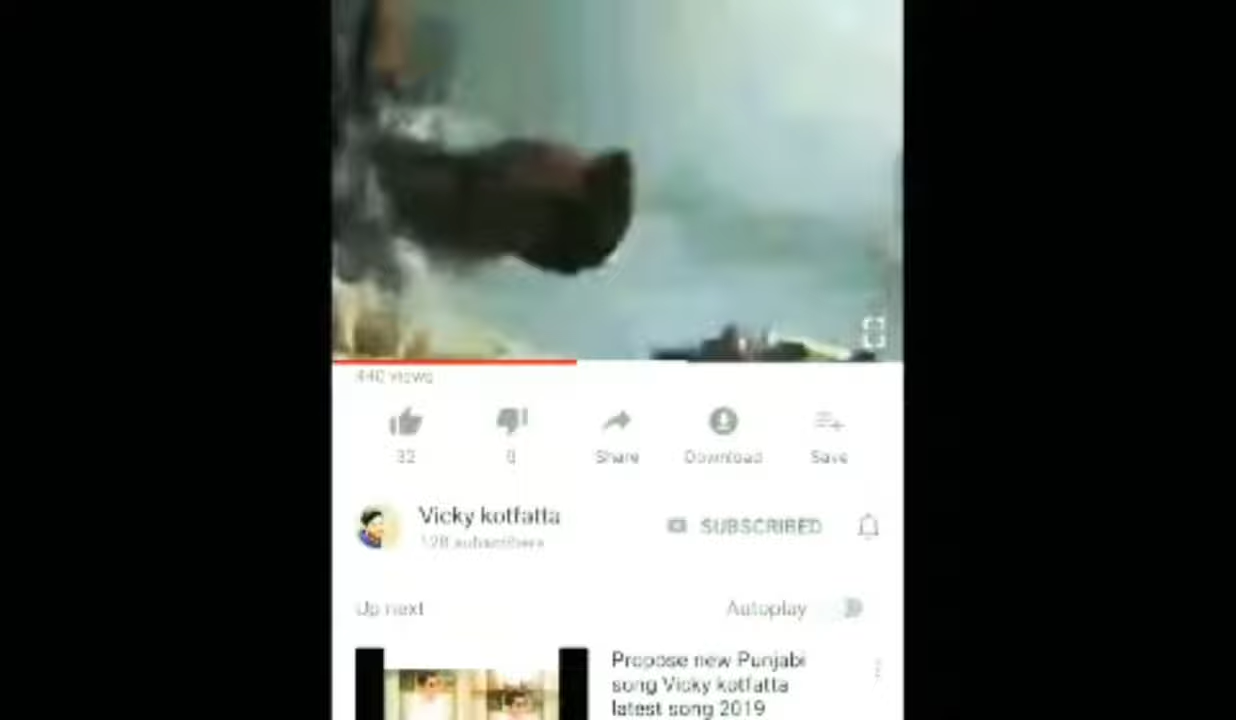 440 views
32
0
Share
Download
Save
Vicky kotfatta
128 subscribers
SUBSCRIBED
Up next
Autoplay
Propose new Punjabi
song Vicky kotfatta
latest song 2019